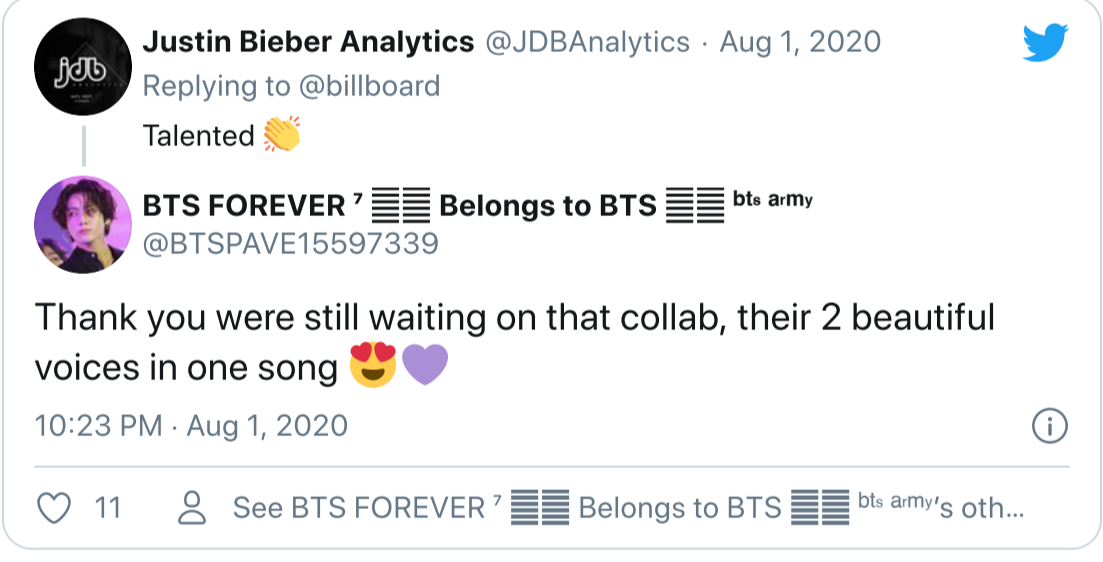 jdb
Justin Bieber Analytics @JDBAnalytics · Aug 1, 2020
Replying to @billboard
Talented 👏
BTS FOREVER ⁷ 𝌆𝌆 Belongs to BTS 𝌆𝌆 ᵇᵗˢ ᵃʳᵐʸ
@BTSPAVE15597339
Thank you were still waiting on that collab, their 2 beautiful
voices in one song 😍💜
10:23 PM · Aug 1, 2020
11 See BTS FOREVER ⁷ 𝌆𝌆 Belongs to BTS 𝌆𝌆 ᵇᵗˢ ᵃʳᵐʸ's oth...